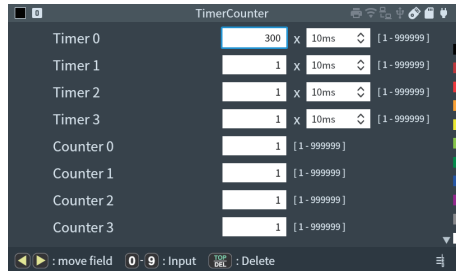 0 TimerCounter
Timer 0 300 x 10ms [1-999999]
Timer 1 1 x 10ms [1-999999]
Timer 2 1 x 10ms [1-999999]
Timer 3 1 x 10ms [1-999999]
Counter 0 1 [1-999999]
Counter 1 1 [1-999999]
Counter 2 1 [1-999999]
Counter 3 1 [1-999999]
: move field 0-9 : Input TOP DEL : Delete